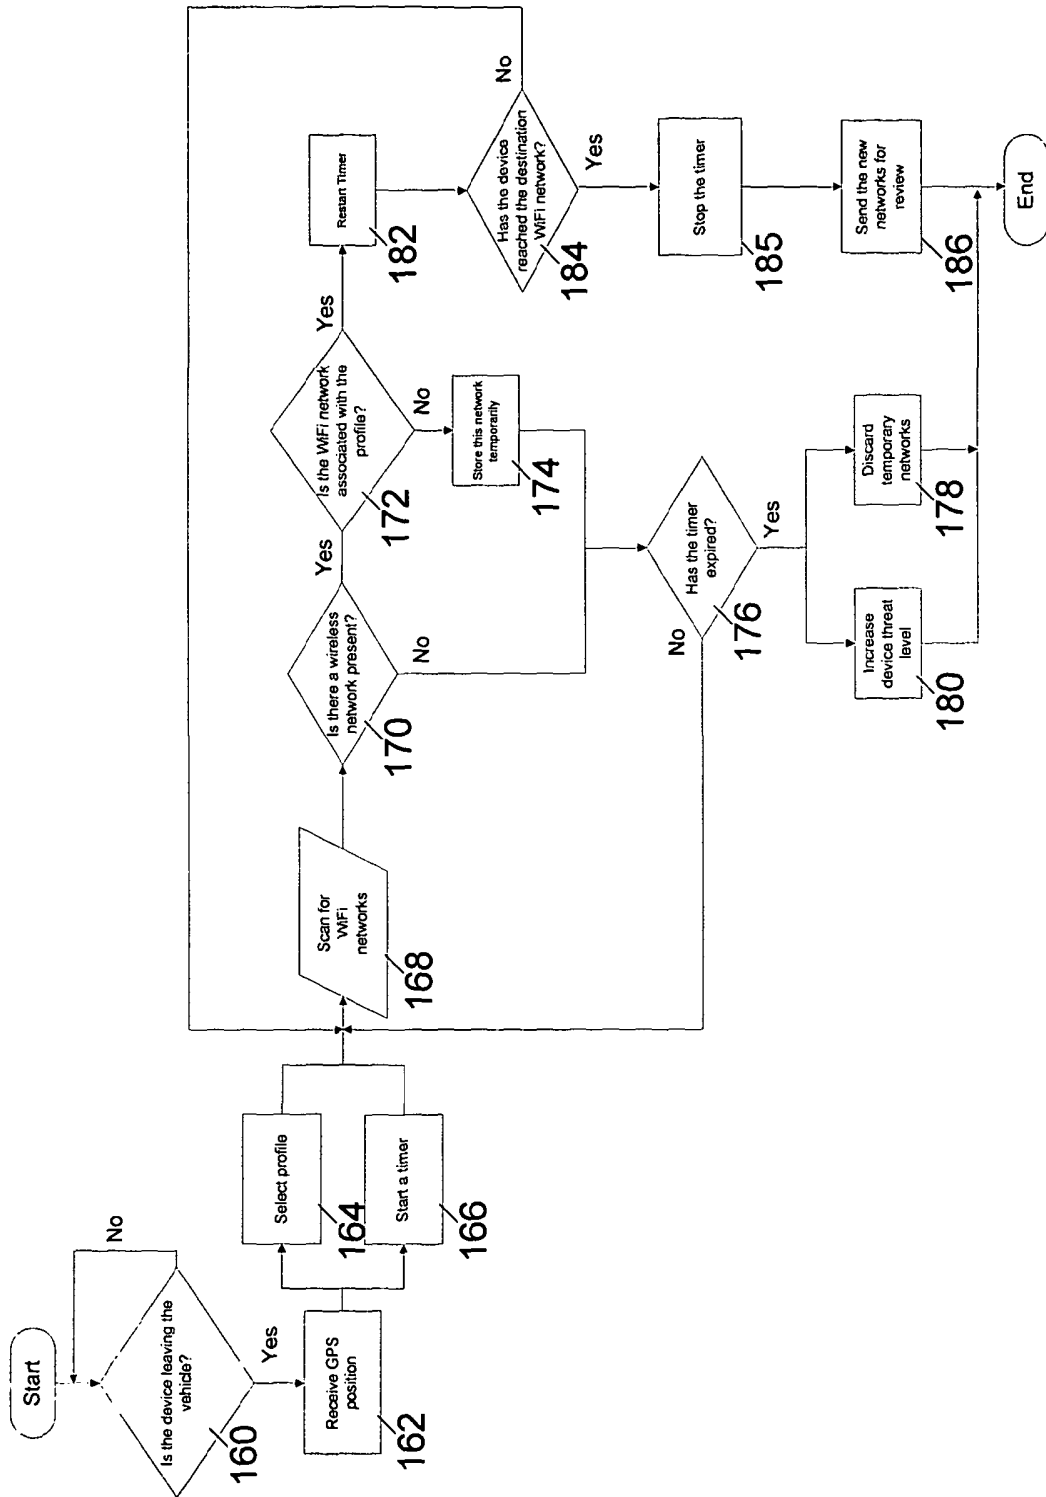 Start
Is the device leaving the
vehicle?
160
No
Yes
Receive GPS
position
162
Select profile
164
Start a timer
166
Scan for
WiFi
networks
168
Is there a wireless
network present?
170
Yes
No
Is the WiFi network
associated with the
profile?
172
Yes
No
Store this network
temporarily
174
Has the timer
expired?
176
No
Yes
Increase
device threat
level
180
Discard
temporary
networks
178
Restart Timer
182
Has the device
reached the destination
WiFi network?
184
No
Yes
Stop the timer
185
Send the new
networks for
review
186
End